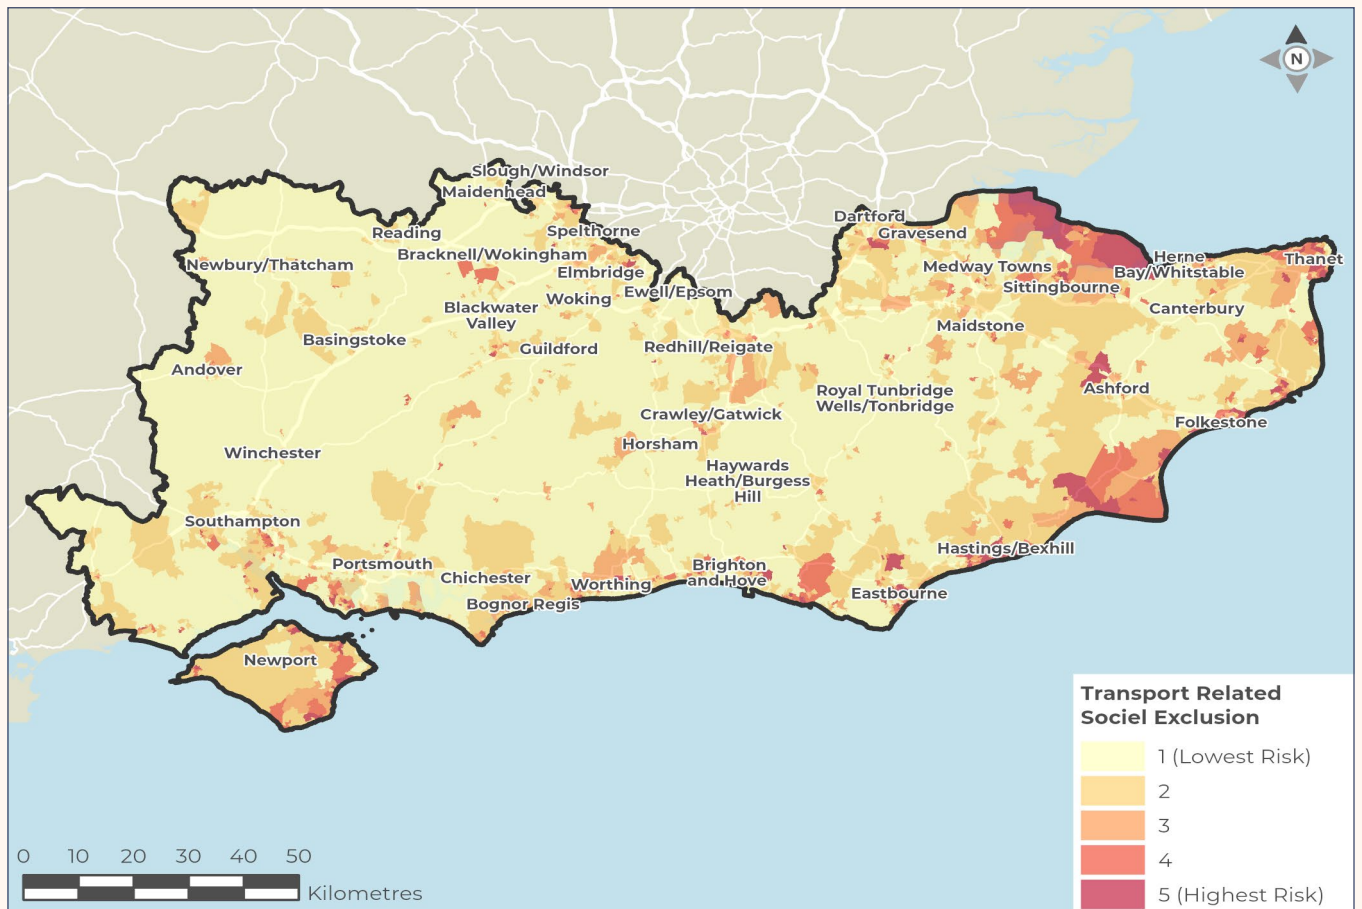 N
Slough/Windsor
Maidenhead
Dartford
Reading
Spelthorne
Gravesend
Bracknell/Wokingham
Newbury/Thatcham
Elmbridge
Medway Towns
Herne
Bay/Whitstable
Thanet
Sittingbourne
Ewell/Epsom
Woking
Blackwater
Valley
Canterbury
Maidstone
Basingstoke
Guildford
Redhill/Reigate
Andover
Ashford
Royal Tunbridge
Wells/Tonbridge
Crawley/Gatwick
Folkestone
Horsham
Winchester
Haywards
Heath/Burgess
Hill
Southampton
Hastings/Bexhill
Portsmouth
Chichester
Brighton
and Hove
Worthing
Eastbourne
Bognor Regis
Newport
Transport Related
Sociel Exclusion
1 (Lowest Risk)
2
3
4
5 (Highest Risk)
0 10 20 30 40 50
Kilometres